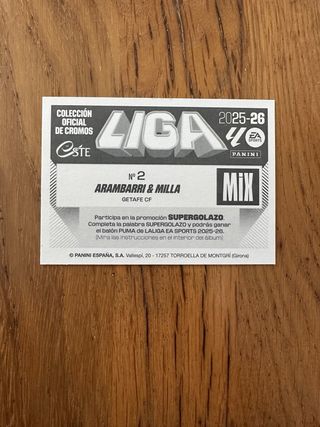 COLECCIÓN
OFICIAL
DE CROMOS
Este
LIGA
2025-26
EA
SPORTS
PANINI
Nº 2
ARAMBARRI & MILLA
GETAFE CF
MiX
Participa en la promoción SUPERGOLAZO.
Completa la palabra SUPERGOLAZO y podrás ganar
el balón PUMA de LALIGA EA SPORTS 2025-26.
(Mira las instrucciones en el interior del álbum).
© PANINI ESPAÑA, S.A. Vallespí, 20 - 17257 TORROELLA DE MONTGRÍ (Girona)